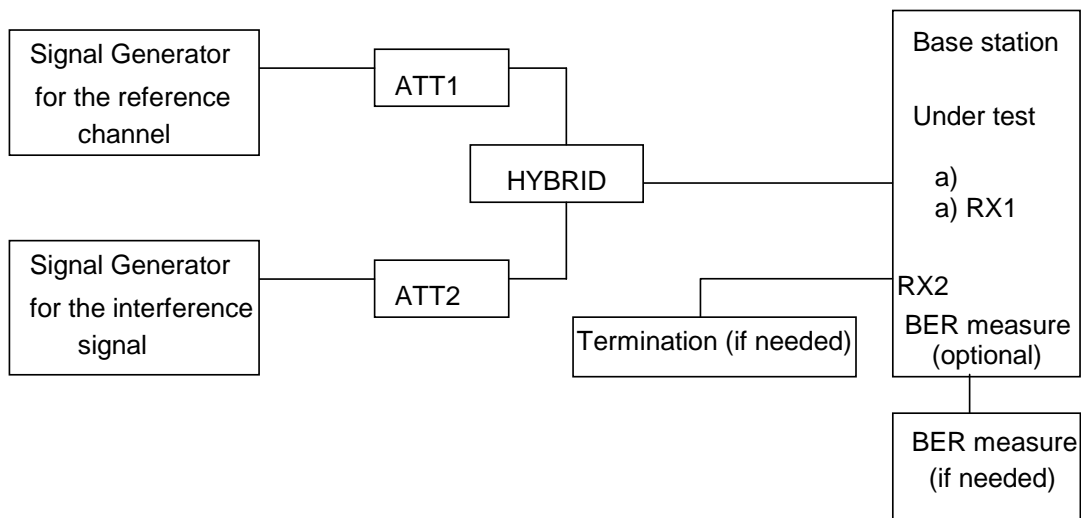 Signal Generator
for the reference
channel
ATT1
HYBRID
Signal Generator
for the interference
signal
ATT2
Termination (if needed)
Base station
Under test
a)
a) RX1
RX2
BER measure
(optional)
BER measure
(if needed)